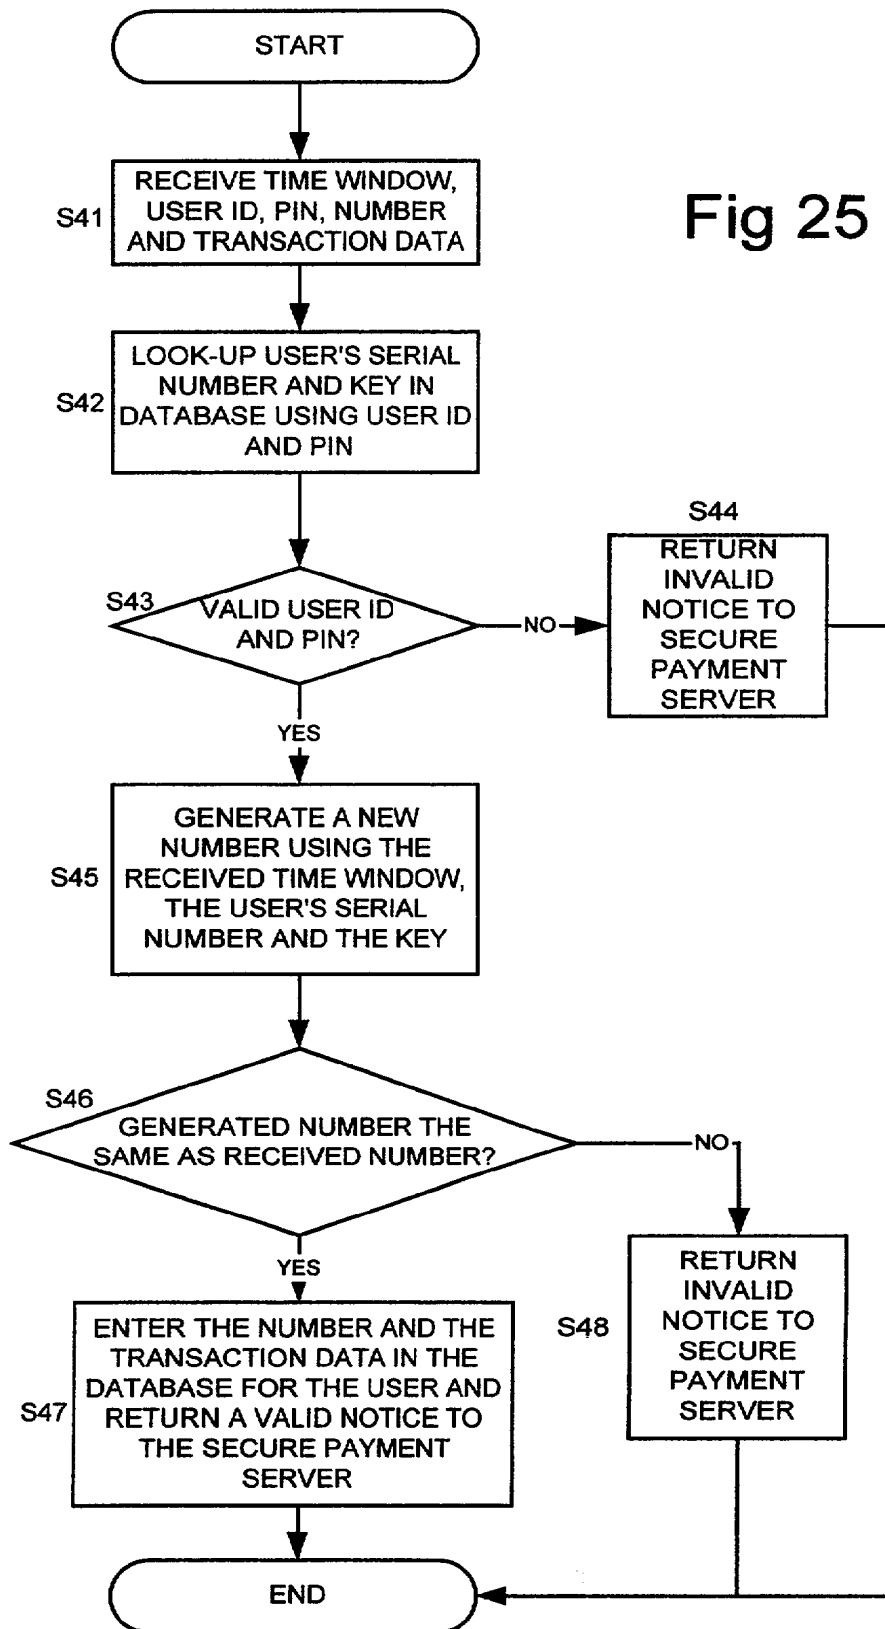 START
Fig 25
S41
RECEIVE TIME WINDOW,
USER ID, PIN, NUMBER
AND TRANSACTION DATA
S42
LOOK-UP USER'S SERIAL
NUMBER AND KEY IN
DATABASE USING USER ID
AND PIN
S43
VALID USER ID
AND PIN?
NO
S44
RETURN
INVALID
NOTICE TO
SECURE
PAYMENT
SERVER
YES
S45
GENERATE A NEW
NUMBER USING THE
RECEIVED TIME WINDOW,
THE USER'S SERIAL
NUMBER AND THE KEY
S46
GENERATED NUMBER THE
SAME AS RECEIVED NUMBER?
NO
YES
S47
ENTER THE NUMBER AND THE
TRANSACTION DATA IN THE
DATABASE FOR THE USER AND
RETURN A VALID NOTICE TO
THE SECURE PAYMENT
SERVER
S48
RETURN
INVALID
NOTICE TO
SECURE
PAYMENT
SERVER
END